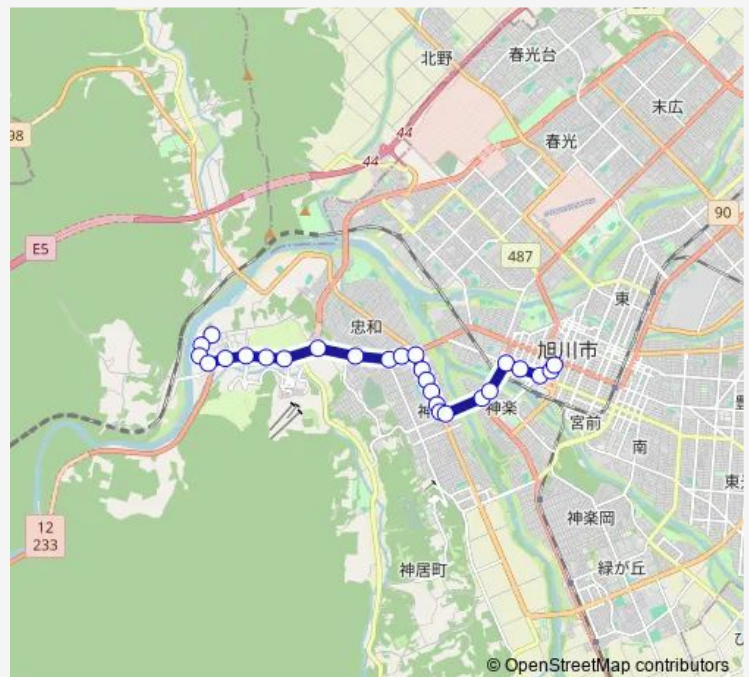 北野
春光台
末広
98
44
44
春光
90
E5
487
東
忠和
旭川市
神楽
宮前
南
東
12
233
神楽岡
神居町
緑が丘
© OpenStreetMap contributors